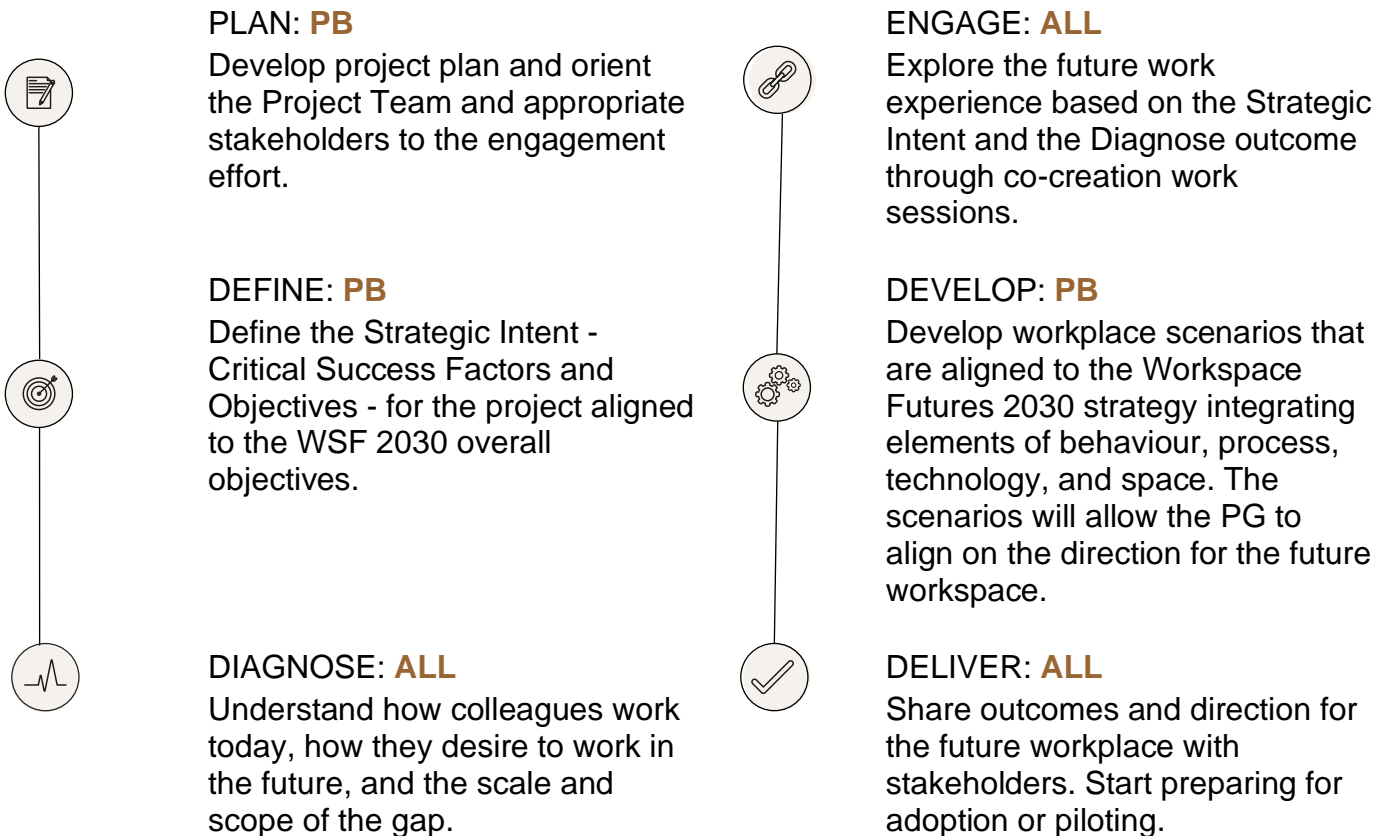 PLAN: PB
Develop project plan and orient
the Project Team and appropriate
stakeholders to the engagement
effort.
DEFINE: PB
Define the Strategic Intent -
Critical Success Factors and
Objectives - for the project aligned
to the WSF 2030 overall
objectives.
DIAGNOSE: ALL
Understand how colleagues work
today, how they desire to work in
the future, and the scale and
scope of the gap.
ENGAGE: ALL
Explore the future work
experience based on the Strategic
Intent and the Diagnose outcome
through co-creation work
sessions.
DEVELOP: PB
Develop workplace scenarios that
are aligned to the Workspace
Futures 2030 strategy integrating
elements of behaviour, process,
technology, and space. The
scenarios will allow the PG to
align on the direction for the future
workspace.
DELIVER: ALL
Share outcomes and direction for
the future workplace with
stakeholders. Start preparing for
adoption or piloting.